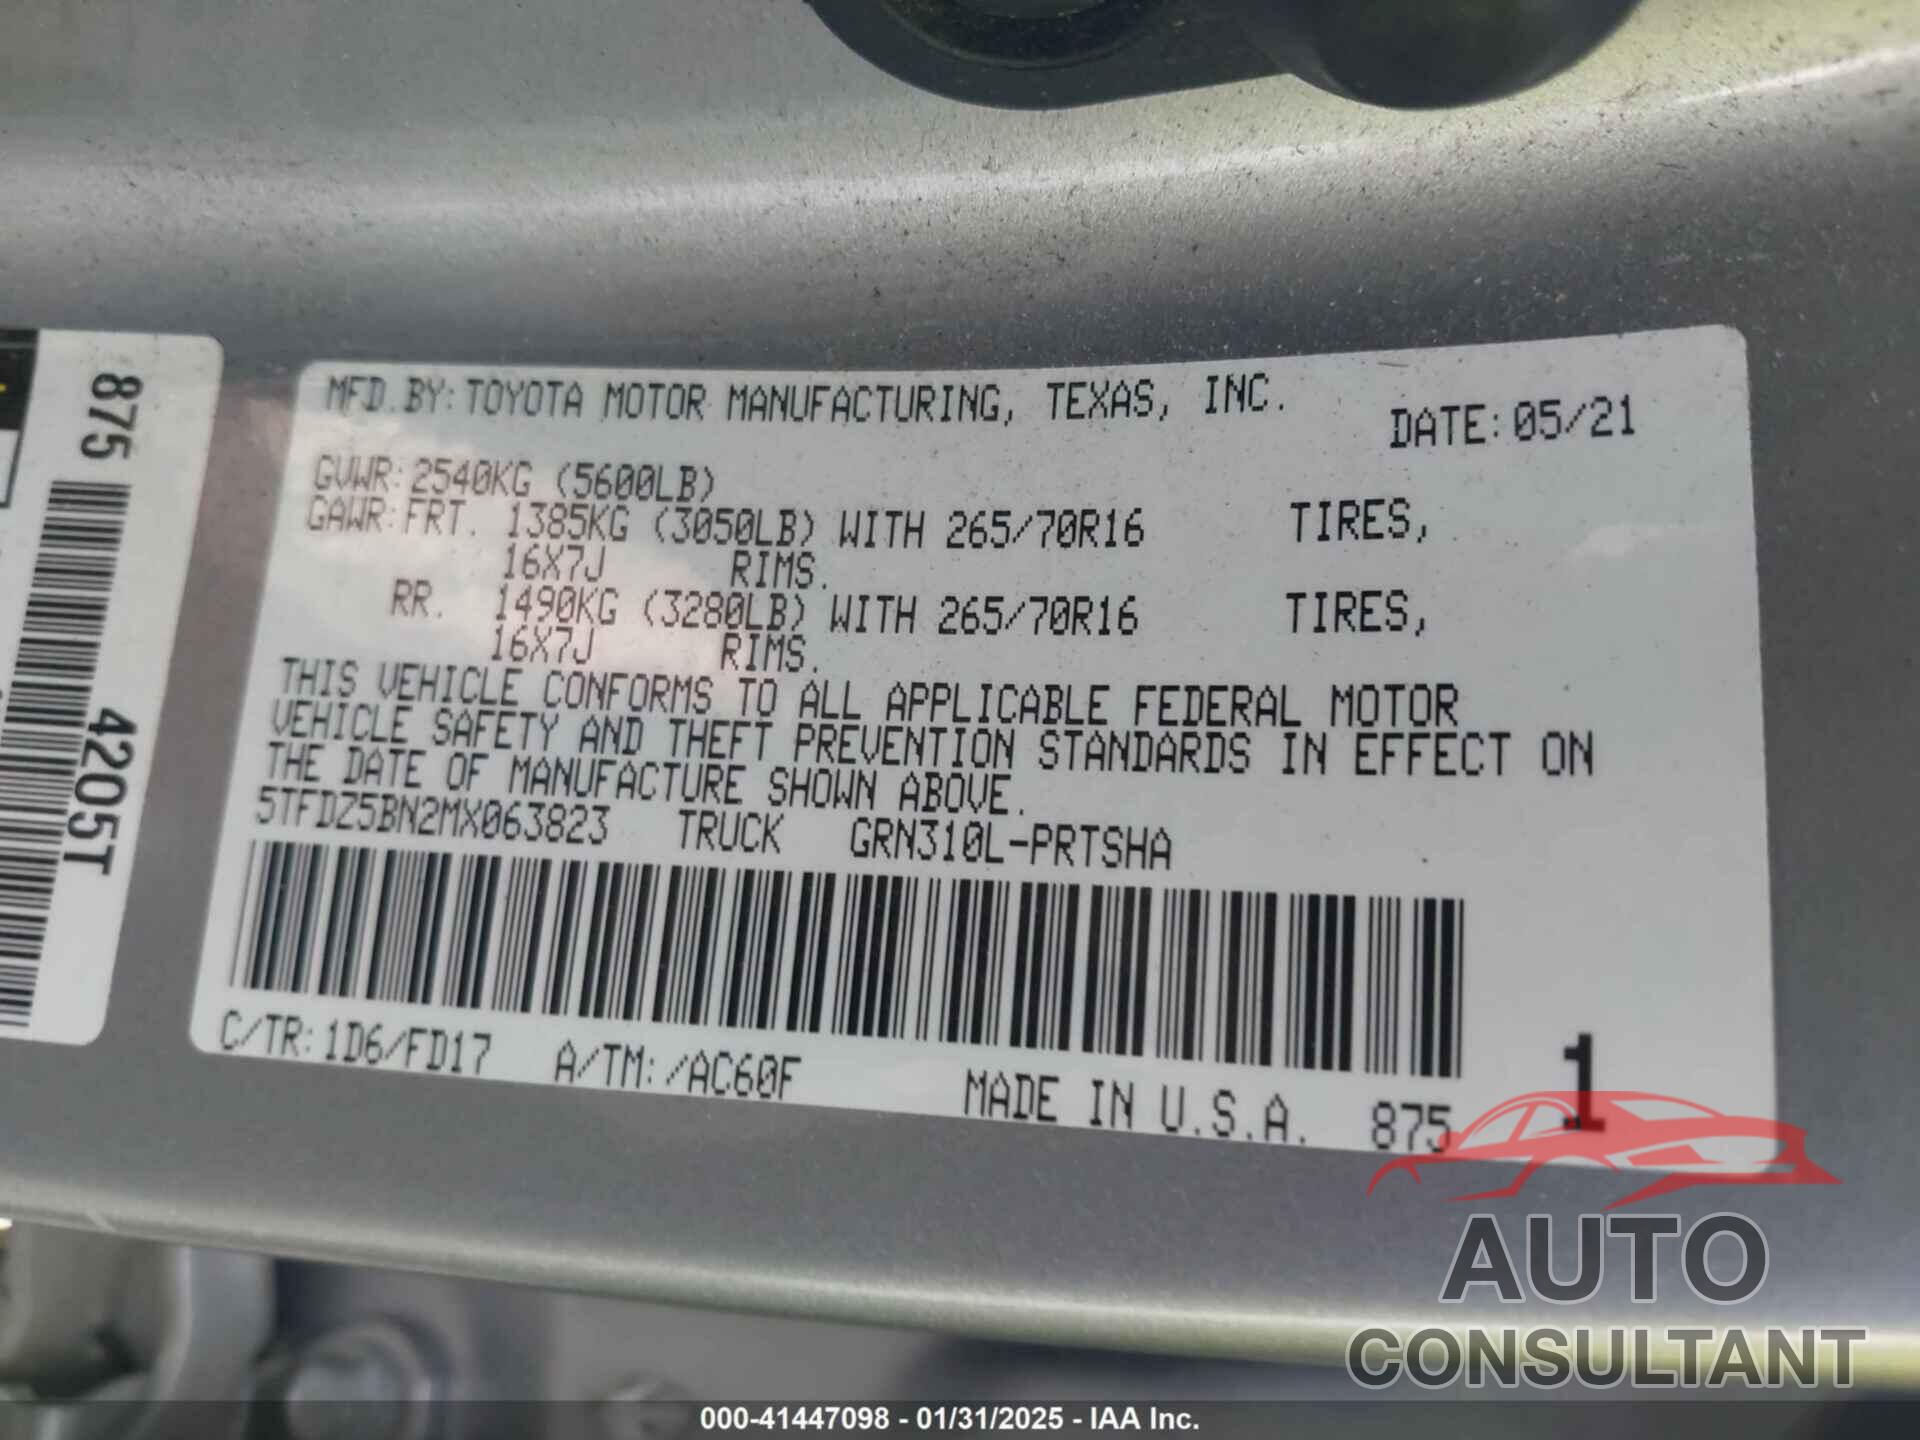 875
4205T
MFD. BY: TOYOTA MOTOR MANUFACTURING, TEXAS, INC.
DATE: 05/21
GVWR: 2540KG (5600LB)
GAWR: FRT. 1385KG (3050LB) WITH 265/70R16 TIRES,
16X7J RIMS.
RR. 1490KG (3280LB) WITH 265/70R16 TIRES,
16X7J RIMS.
THIS VEHICLE CONFORMS TO ALL APPLICABLE FEDERAL MOTOR
VEHICLE SAFETY AND THEFT PREVENTION STANDARDS IN EFFECT ON
THE DATE OF MANUFACTURE SHOWN ABOVE.
5TFDZ5BN2MX063823 TRUCK GRN310L-PRTSHA
C/TR: 1D6/FD17 A/TM: /AC60F
MADE IN U.S.A. 875
1
AUTO
CONSULTANT
000-41447098 - 01/31/2025 - IAA Inc.